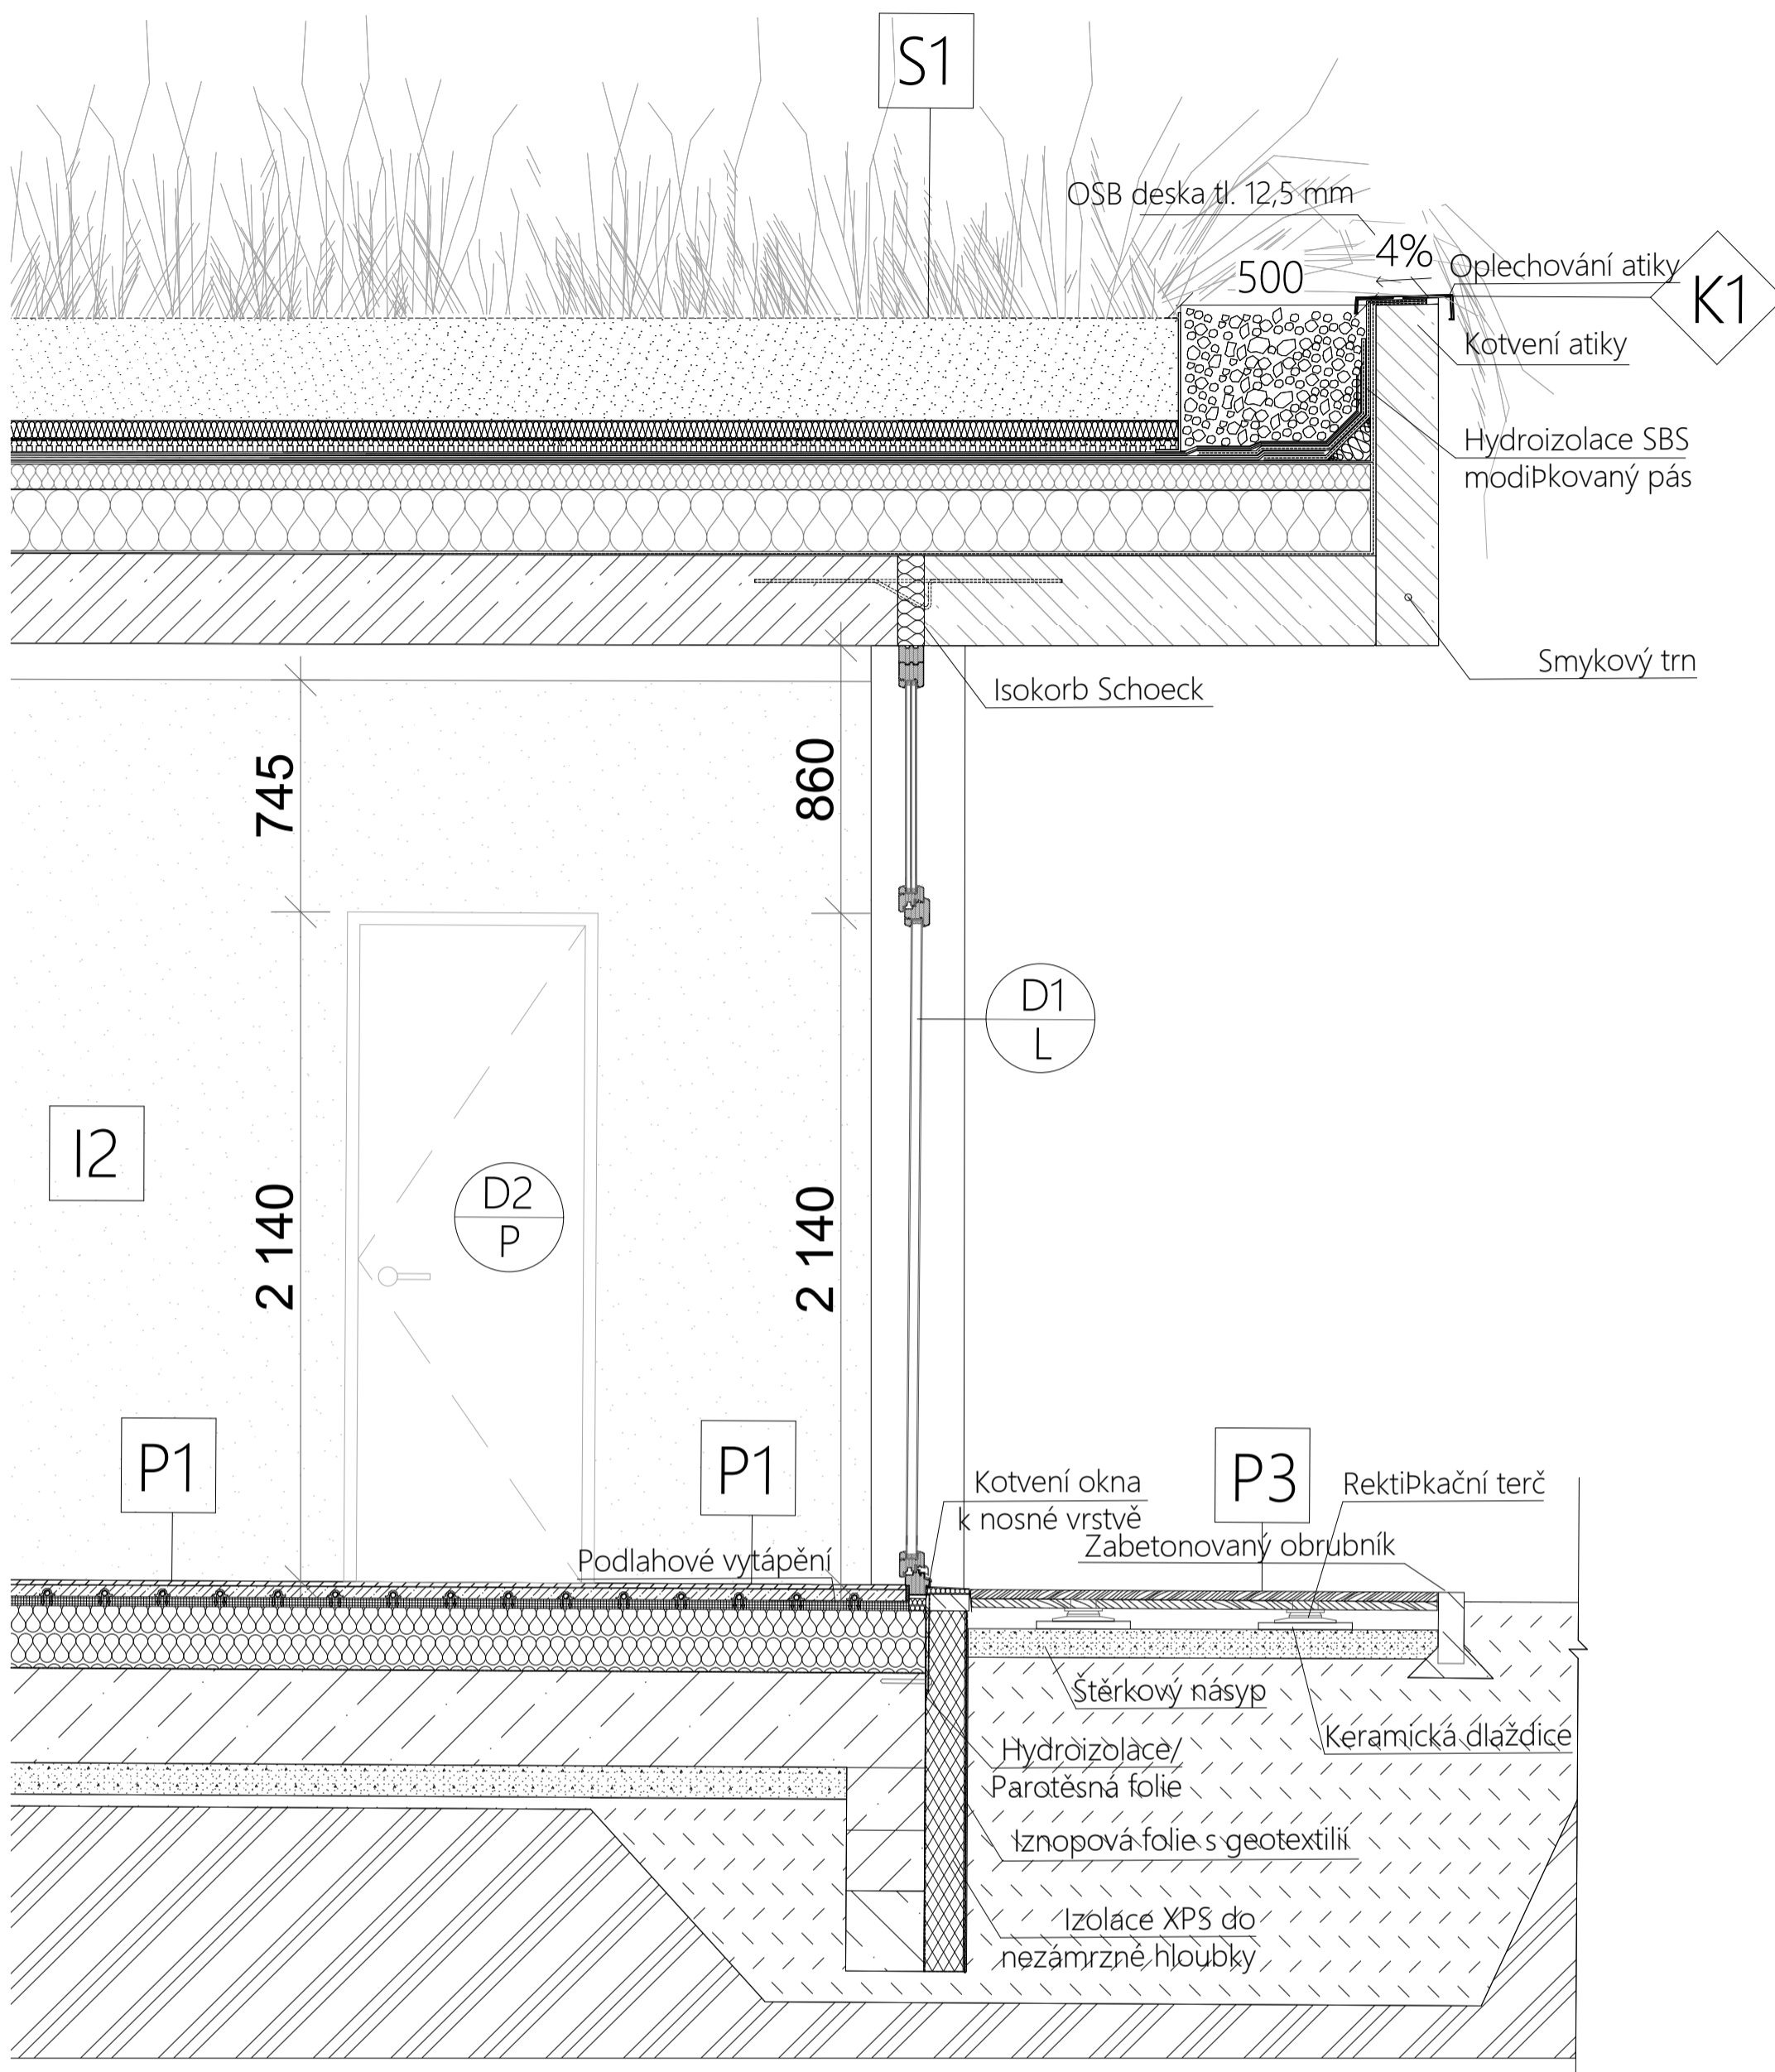 S1
OSB deska tl. 12,5 mm
4%
500
Oplechování atiky
K1
Kotvení atiky
Hydroizolace SBS
modiÞkovaný pás
Smykový trn
Isokorb Schoeck
745
860
D1
L
I2
D2
P
2 140
2 140
P1
P1
P3
Kotvení okna
k nosné vrstvě
RektiÞkační terč
Zabetonovaný obrubník
Podlahové vytápění
Štěrkový násyp
Keramická dlaždice
Hydroizolace/
Parotěsná folie
Iznopová folie s geotextilií
Izolace XPS do
nezámrzné hloubky